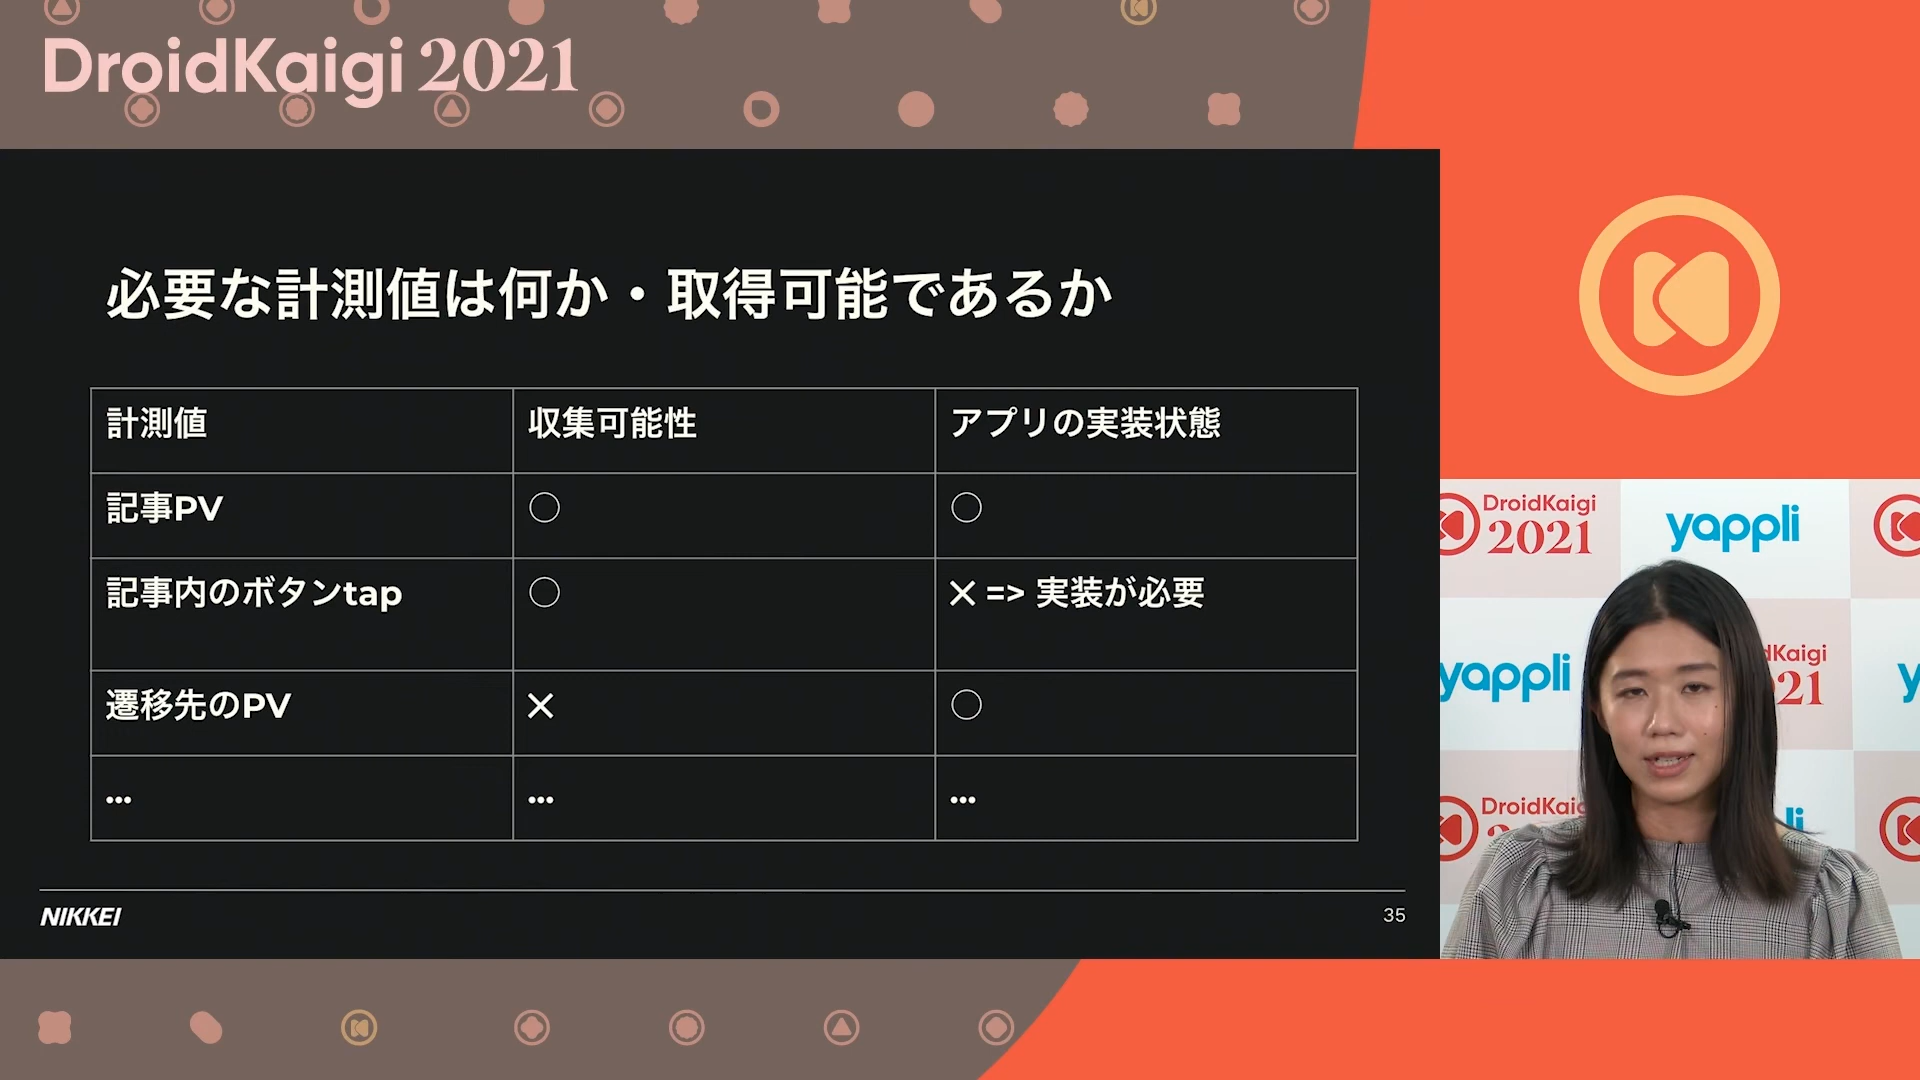 DroidKaigi 2021
必要な計測値は何か・取得可能であるか
計測値 収集可能性 アプリの実装状態
記事PV ○ ○
記事内のボタンtap ○ × => 実装が必要
遷移先のPV × ○
... ... ...
NIKKEI
35
DroidKaigi
2021
yappli
yappli
DroidKaigi